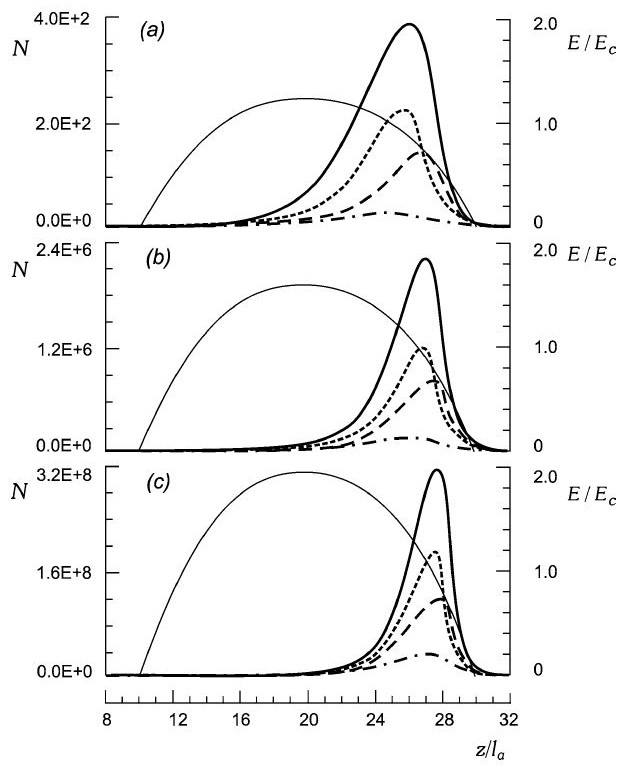 4.0E+2 (a) 2.0
N E/E_c
2.0E+2 1.0
0.0E+0 0
2.4E+6 2.0
N (b) E/E_c
1.2E+6 1.0
0.0E+0 0
3.2E+8 2.0
N (c) E/E_c
1.6E+8 1.0
0.0E+0 0
8 12 16 20 24 28 32
z/l_a